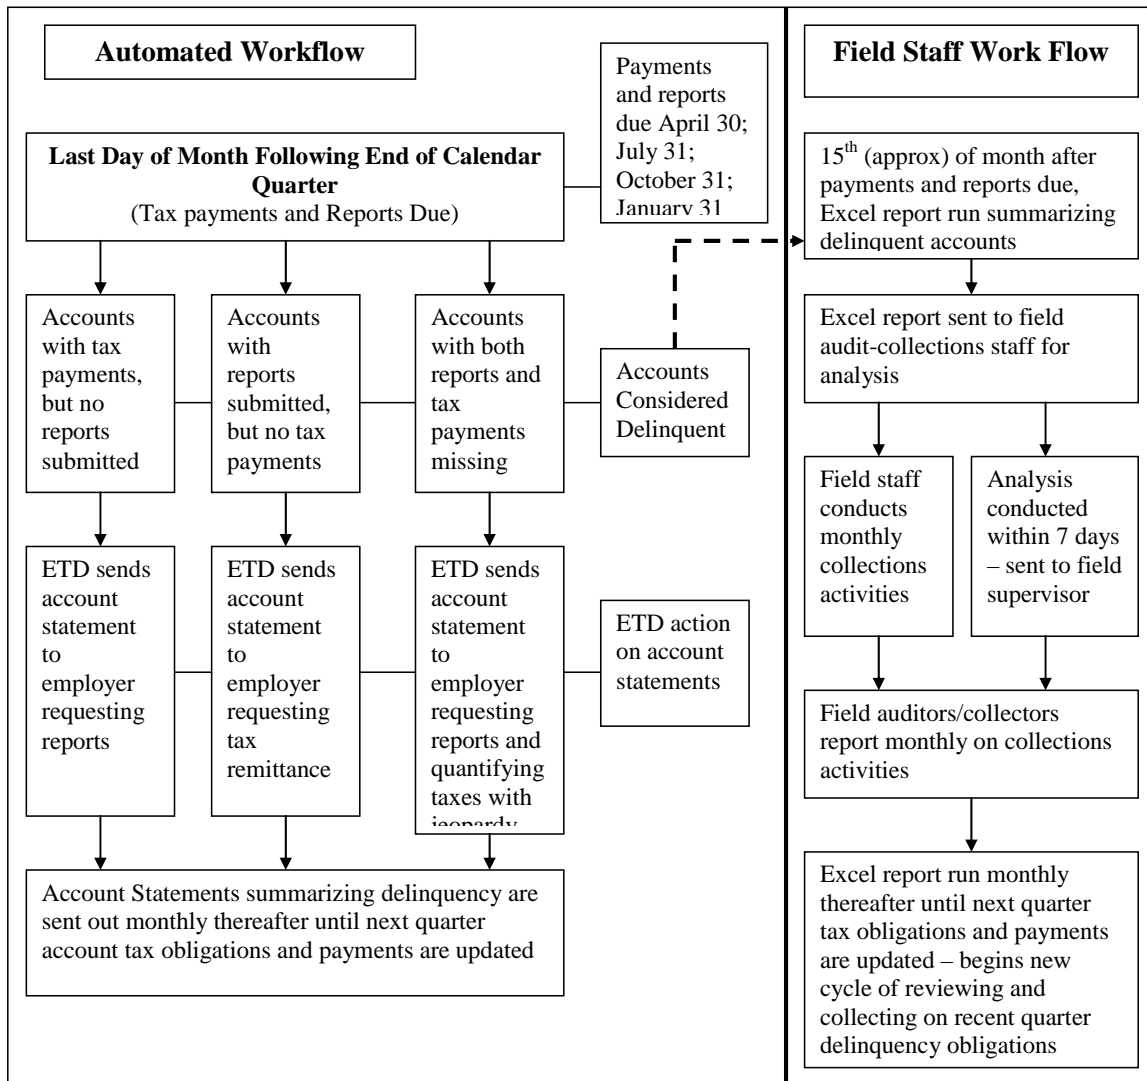 Automated Workflow
Payments
and reports
due April 30;
July 31;
October 31;
January 31
Last Day of Month Following End of Calendar
Quarter
(Tax payments and Reports Due)
Accounts
with tax
payments,
but no
reports
submitted
Accounts
with
reports
submitted,
but no tax
payments
Accounts
with both
reports and
tax
payments
missing
Accounts
Considered
Delinquent
ETD sends
account
statement
to
employer
requesting
reports
ETD sends
account
statement
to
employer
requesting
tax
remittance
ETD sends
account
statement
to
employer
requesting
reports and
quantifying
taxes with
jeopardy
ETD action
on account
statements
Account Statements summarizing delinquency are
sent out monthly thereafter until next quarter
account tax obligations and payments are updated
Field Staff Work Flow
15th (approx) of month after
payments and reports due,
Excel report run summarizing
delinquent accounts
Excel report sent to field
audit-collections staff for
analysis
Field staff
conducts
monthly
collections
activities
Analysis
conducted
within 7 days
– sent to field
supervisor
Field auditors/collectors
report monthly on collections
activities
Excel report run monthly
thereafter until next quarter
tax obligations and payments
are updated – begins new
cycle of reviewing and
collecting on recent quarter
delinquency obligations